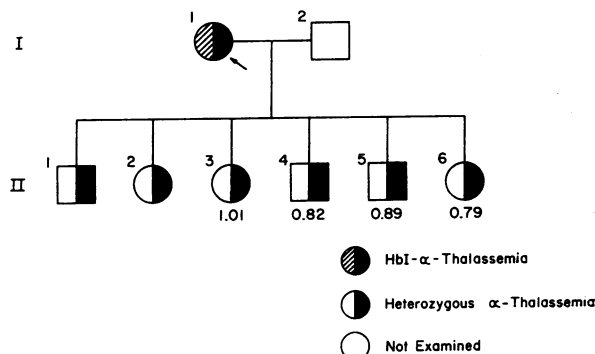 1 2
I
1 2 3 4 5 6
II
1.01 0.82 0.89 0.79
HbI-α-Thalassemia
Heterozygous α-Thalassemia
Not Examined